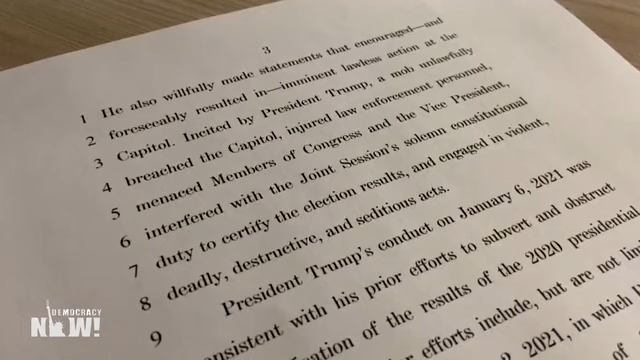 3
1 He also willfully made statements that encouraged—and
2 foreseeably resulted in—imminent lawless action at the
3 Capitol. Incited by President Trump, a mob unlawfully
4 breached the Capitol, injured law enforcement personnel,
5 menaced Members of Congress and the Vice President,
6 interfered with the Joint Session's solemn constitutional
7 duty to certify the election results, and engaged in violent,
8 deadly, destructive, and seditious acts.
9 President Trump's conduct on January 6, 2021 was
onsistent with his prior efforts to subvert and obstruct
cation of the results of the 2020 presidential
efforts include, but are not lim
2, 2021, in which
of
DEMOCRACY
NOW!